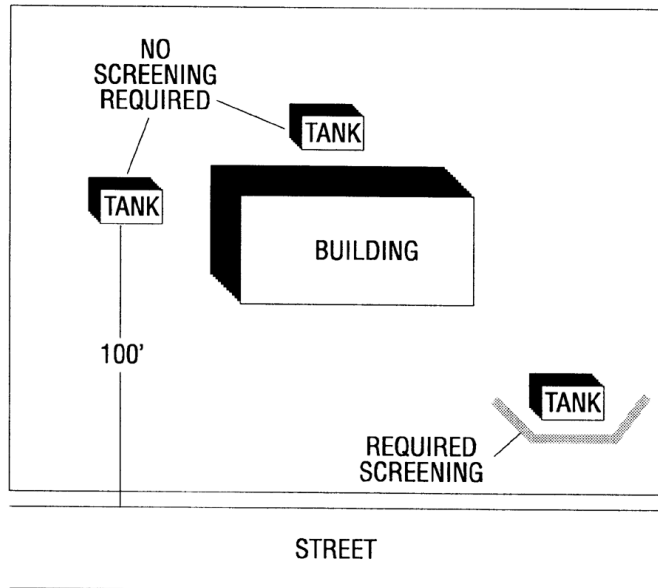 NO
SCREENING
REQUIRED
TANK
TANK
BUILDING
100'
TANK
REQUIRED
SCREENING
STREET